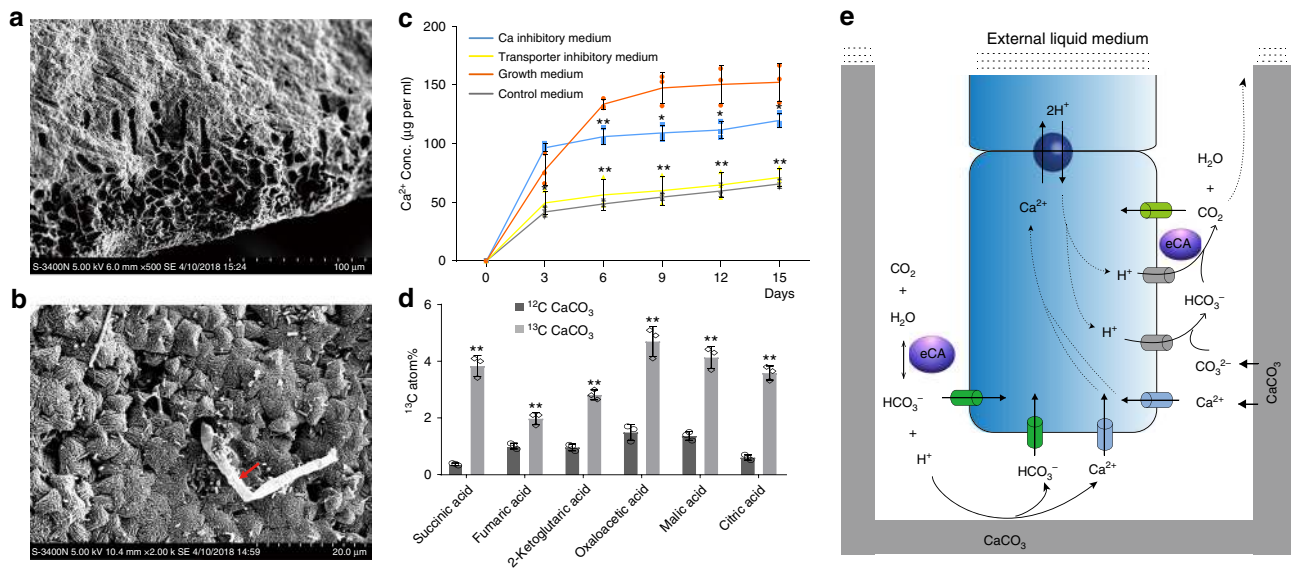 a
S-3400N 5.00 kV 6.0 mm ×500 SE 4/10/2018 15:24
100 μm
b
S-3400N 5.00 kV 10.4 mm ×2.00 k SE 4/10/2018 14:59
20.0 μm
c
Ca²⁺ Conc. (μg per ml)
200
150
100
50
0
Ca inhibitory medium
Transporter inhibitory medium
Growth medium
Control medium
** * * *
*
** ** ** **
0 3 6 9 12 15
Days
d
¹³C atom%
6
4
2
0
¹²C CaCO₃
¹³C CaCO₃
** ** ** ** ** **
Succinic acid
Fumaric acid
2-Ketoglutaric acid
Oxaloacetic acid
Malic acid
Citric acid
e
External liquid medium
2H⁺
Ca²⁺
H₂O
+
CO₂
eCA
H⁺
HCO₃⁻
H⁺
CO₃²⁻
Ca²⁺
CaCO₃
CO₂
+
H₂O
eCA
HCO₃⁻
+
H⁺
HCO₃⁻
Ca²⁺
CaCO₃